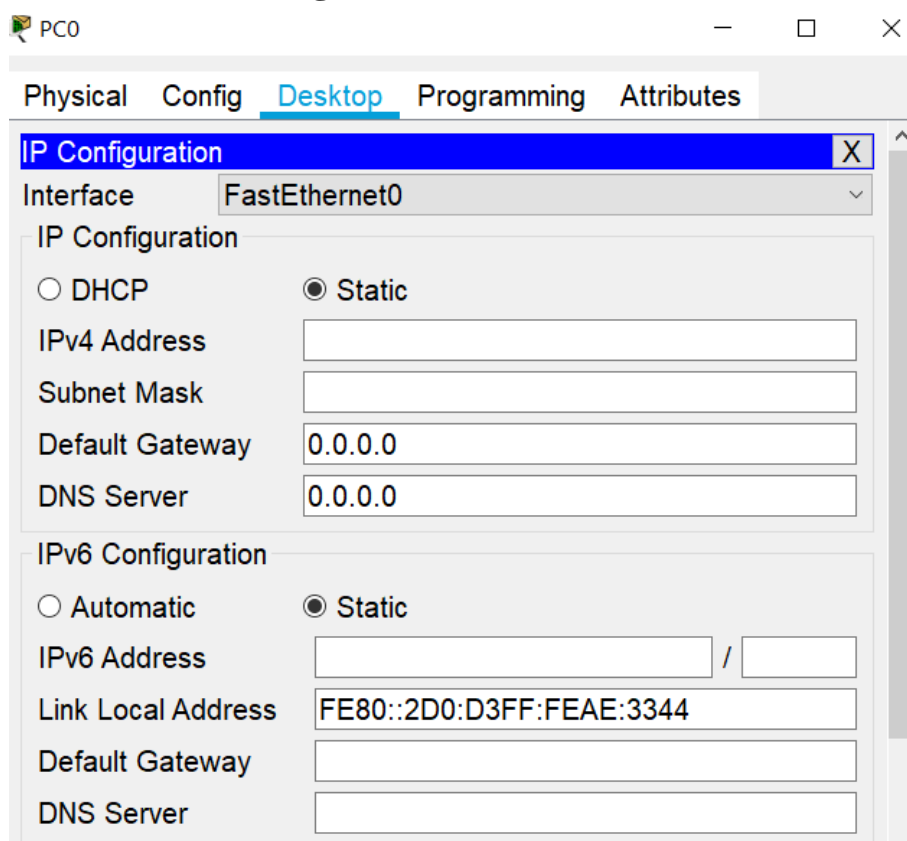 PC0
Physical Config Desktop Programming Attributes
IP Configuration X
Interface FastEthernet0
IP Configuration
DHCP Static
IPv4 Address
Subnet Mask
Default Gateway 0.0.0.0
DNS Server 0.0.0.0
IPv6 Configuration
Automatic Static
IPv6 Address /
Link Local Address FE80::2D0:D3FF:FEAE:3344
Default Gateway
DNS Server